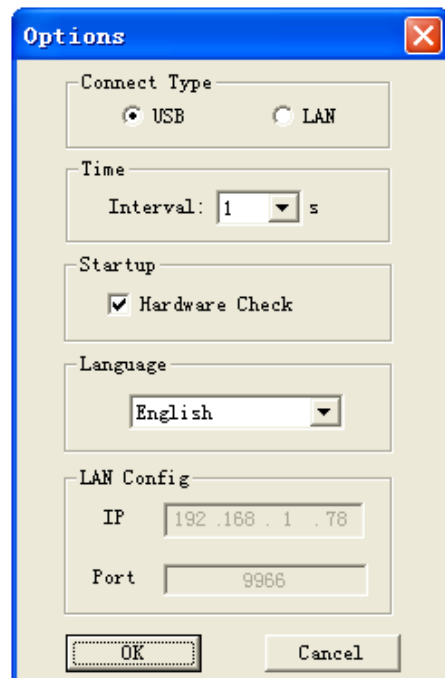 Options
Connect Type
USB LAN
Time
Interval: 1 s
Startup
Hardware Check
Language
English
LAN Config
IP 192 .168 . 1 .78
Port 9966
OK Cancel